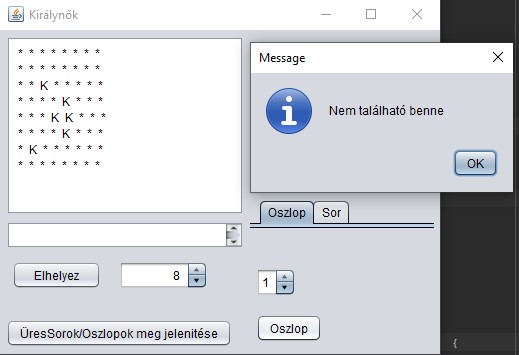 Királynők
* * * * * * * *
* * * * * * * *
* * K * * * * *
* * * * K * * *
* * * K K * * *
* * * * K * * *
* K * * * * * *
* * * * * * * *
Message
Nem található benne
OK
Oszlop Sor
Elhelyez 8
1
ÜresSorok/Oszlopok meg jelenitése
Oszlop
{